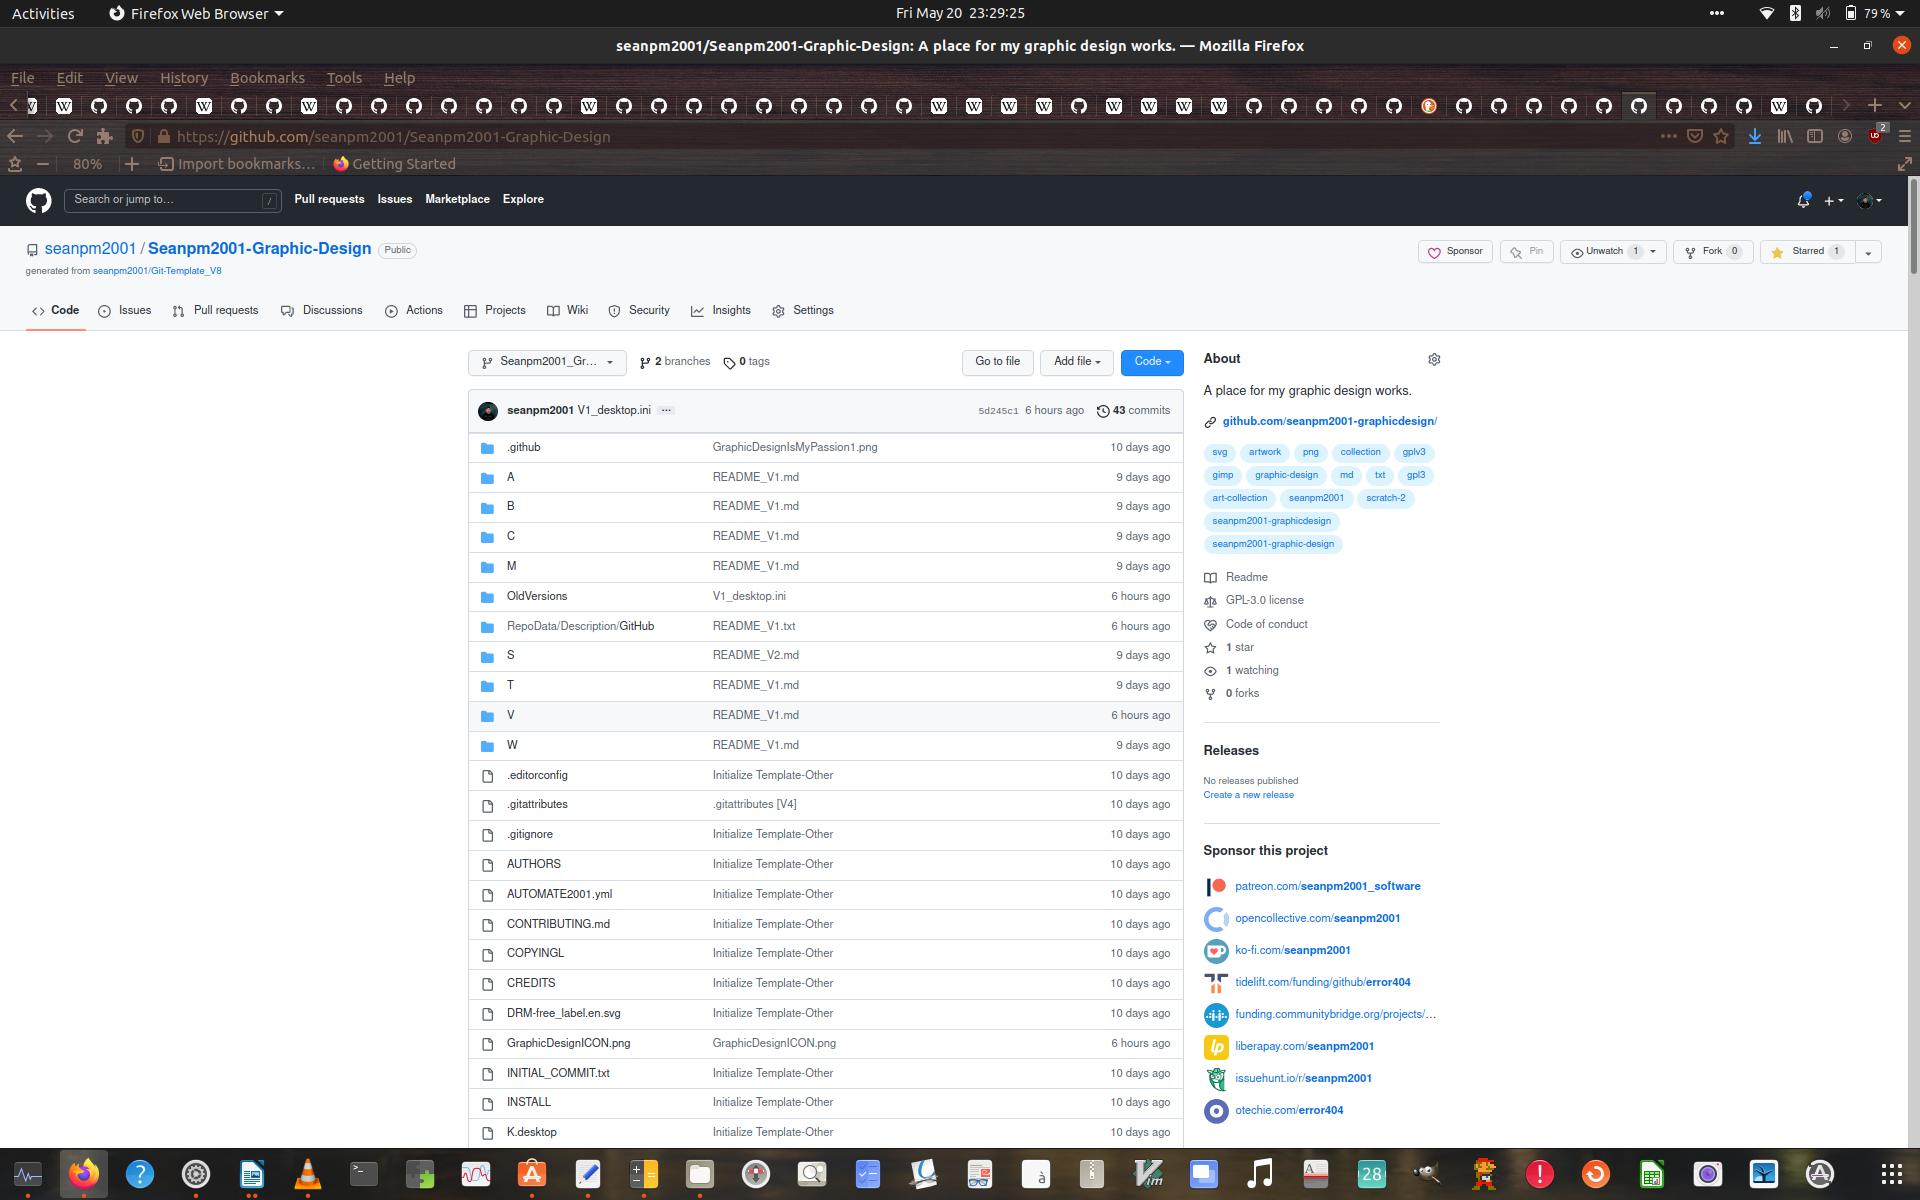 Activities Firefox Web Browser Fri May 20 23:29:25 79 %
seanpm2001/Seanpm2001-Graphic-Design: A place for my graphic design works. — Mozilla Firefox
File Edit View History Bookmarks Tools Help
https://github.com/seanpm2001/Seanpm2001-Graphic-Design 2
80% Import bookmarks… Getting Started
Search or jump to… / Pull requests Issues Marketplace Explore
seanpm2001 / Seanpm2001-Graphic-Design Public Sponsor Pin Unwatch 1 Fork 0 Starred 1
generated from seanpm2001/Git-Template_V8
Code Issues Pull requests Discussions Actions Projects Wiki Security Insights Settings
Seanpm2001_Gr… 2 branches 0 tags Go to file Add file Code
seanpm2001 V1_desktop.ini ··· 5d245c1 6 hours ago 43 commits
.github GraphicDesignIsMyPassion1.png 10 days ago
A README_V1.md 9 days ago
B README_V1.md 9 days ago
C README_V1.md 9 days ago
M README_V1.md 9 days ago
OldVersions V1_desktop.ini 6 hours ago
RepoData/Description/GitHub README_V1.txt 6 hours ago
S README_V2.md 9 days ago
T README_V1.md 9 days ago
V README_V1.md 6 hours ago
W README_V1.md 9 days ago
.editorconfig Initialize Template-Other 10 days ago
.gitattributes .gitattributes [V4] 10 days ago
.gitignore Initialize Template-Other 10 days ago
AUTHORS Initialize Template-Other 10 days ago
AUTOMATE2001.yml Initialize Template-Other 10 days ago
CONTRIBUTING.md Initialize Template-Other 10 days ago
COPYINGL Initialize Template-Other 10 days ago
CREDITS Initialize Template-Other 10 days ago
DRM-free_label.en.svg Initialize Template-Other 10 days ago
GraphicDesignICON.png GraphicDesignICON.png 6 hours ago
INITIAL_COMMIT.txt Initialize Template-Other 10 days ago
INSTALL Initialize Template-Other 10 days ago
K.desktop Initialize Template-Other 10 days ago
About
A place for my graphic design works.
github.com/seanpm2001-graphicdesign/
svg artwork png collection gplv3
gimp graphic-design md txt gpl3
art-collection seanpm2001 scratch-2
seanpm2001-graphicdesign
seanpm2001-graphic-design
Readme
GPL-3.0 license
Code of conduct
1 star
1 watching
0 forks
Releases
No releases published
Create a new release
Sponsor this project
patreon.com/seanpm2001_software
opencollective.com/seanpm2001
ko-fi.com/seanpm2001
tidelift.com/funding/github/error404
funding.communitybridge.org/projects/…
lp liberapay.com/seanpm2001
issuehunt.io/r/seanpm2001
otechie.com/error404
28